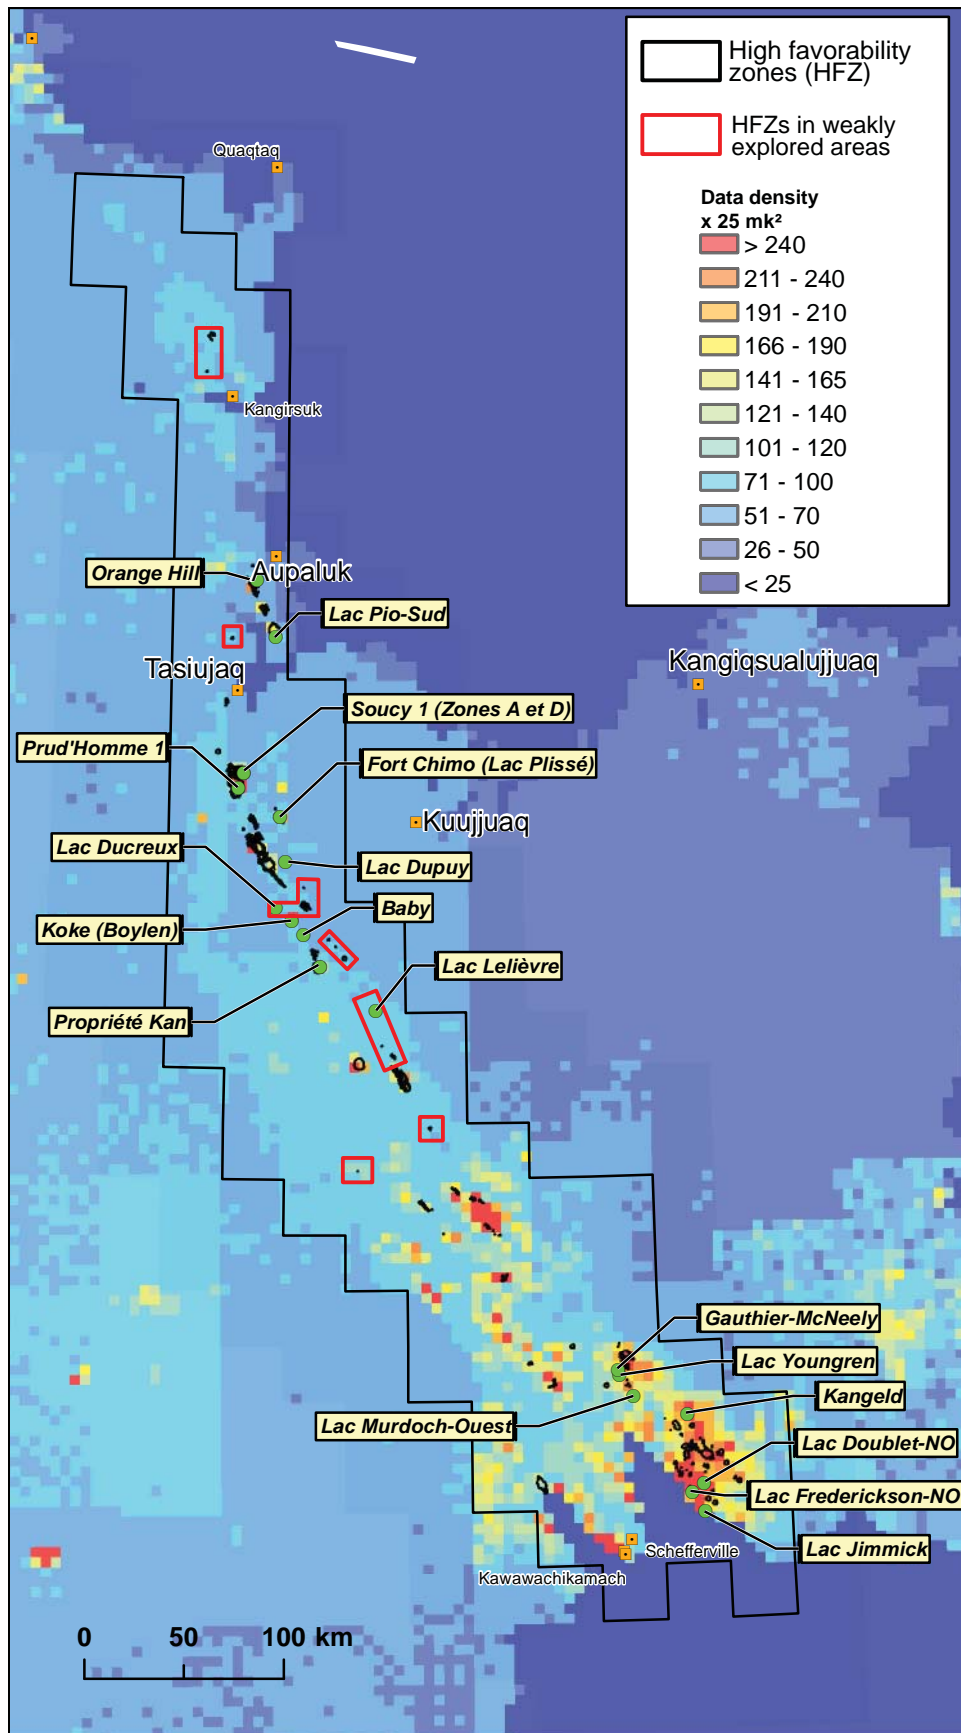 High favorability
zones (HFZ)
HFZs in weakly
explored areas
Data density
x 25 mk²
> 240
211 - 240
191 - 210
166 - 190
141 - 165
121 - 140
101 - 120
71 - 100
51 - 70
26 - 50
< 25
Quaqtaq
Kangirsuk
Orange Hill
Aupaluk
Lac Pio-Sud
Tasiujaq
Kangiqsualujjuaq
Soucy 1 (Zones A et D)
Prud'Homme 1
Fort Chimo (Lac Plissé)
Kuujjuaq
Lac Ducreux
Lac Dupuy
Baby
Koke (Boylen)
Lac Lelièvre
Propriété Kan
Gauthier-McNeely
Lac Youngren
Kangeld
Lac Murdoch-Ouest
Lac Doublet-NO
Lac Frederickson-NO
Schefferville
Lac Jimmick
Kawawachikamach
0 50 100 km